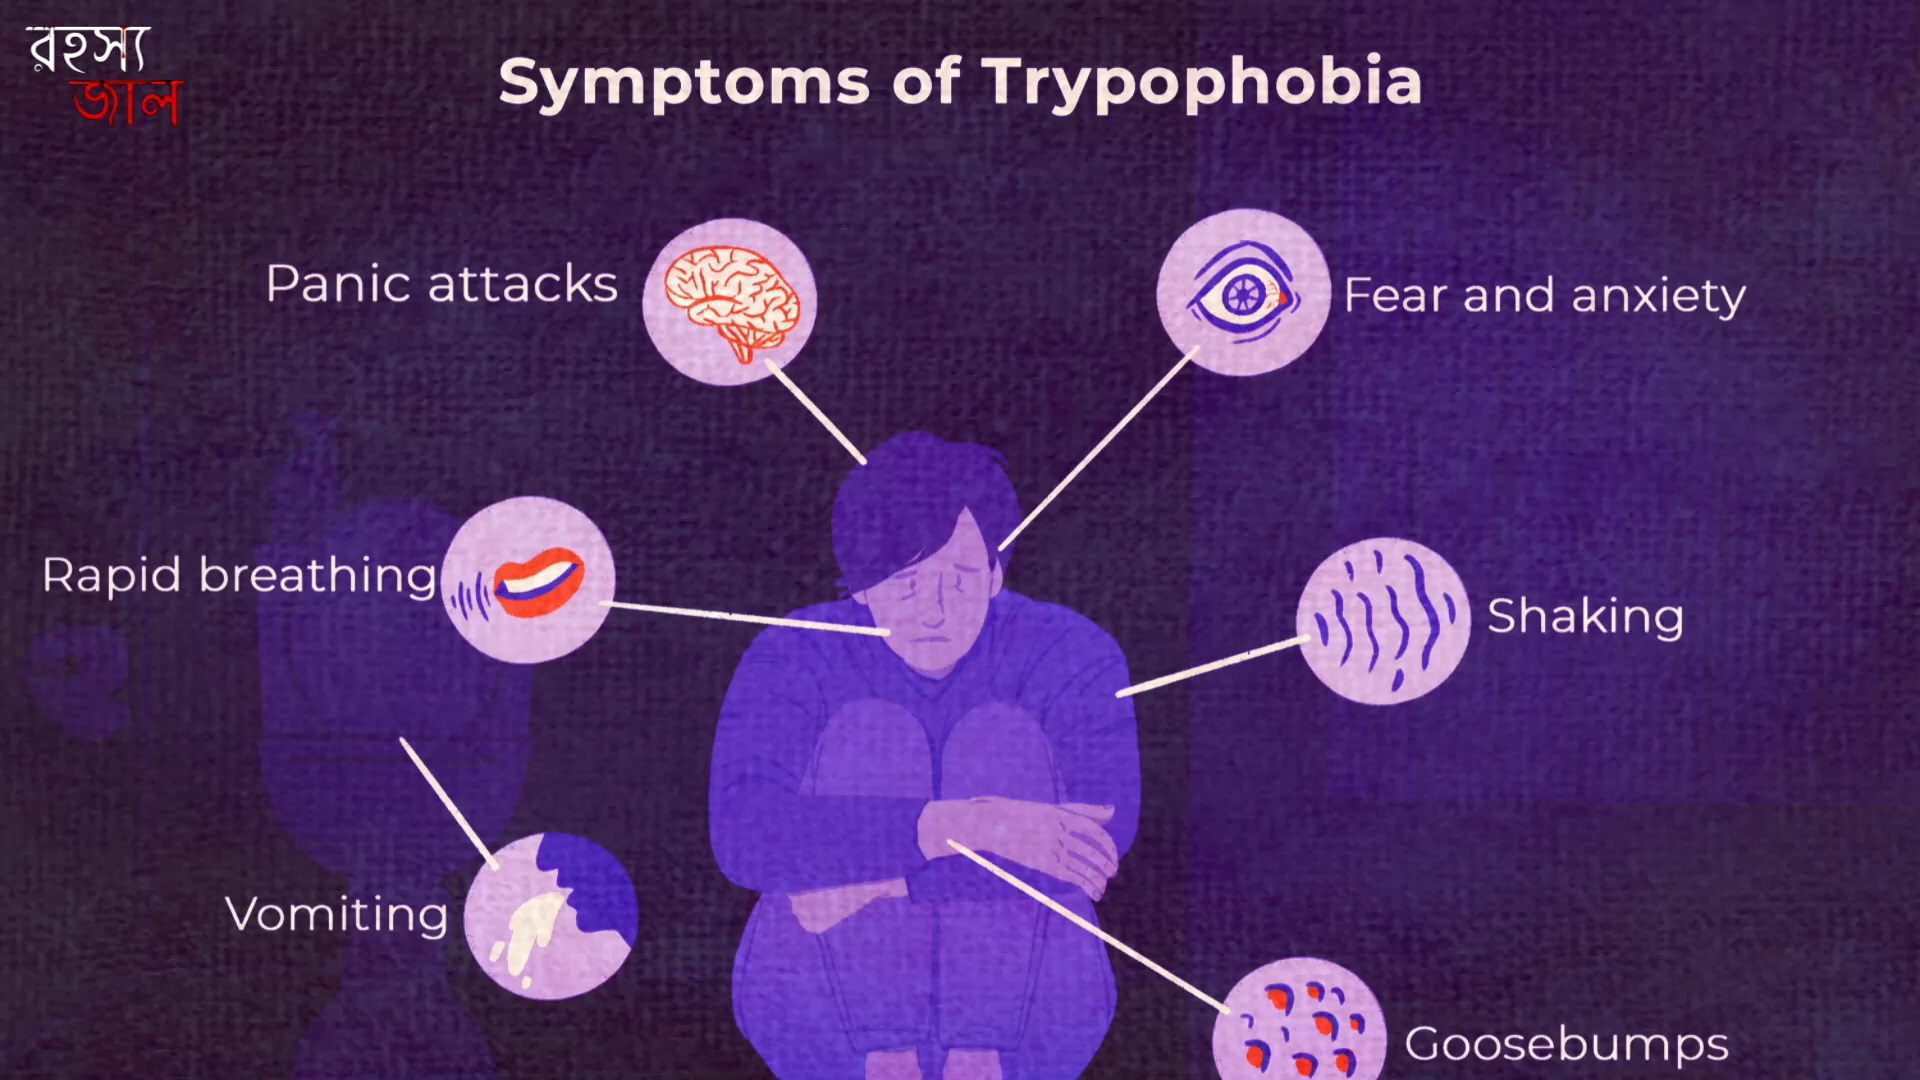 রহস্য
জাল
Symptoms of Trypophobia
Panic attacks
Fear and anxiety
Rapid breathing
Shaking
Vomiting
Goosebumps